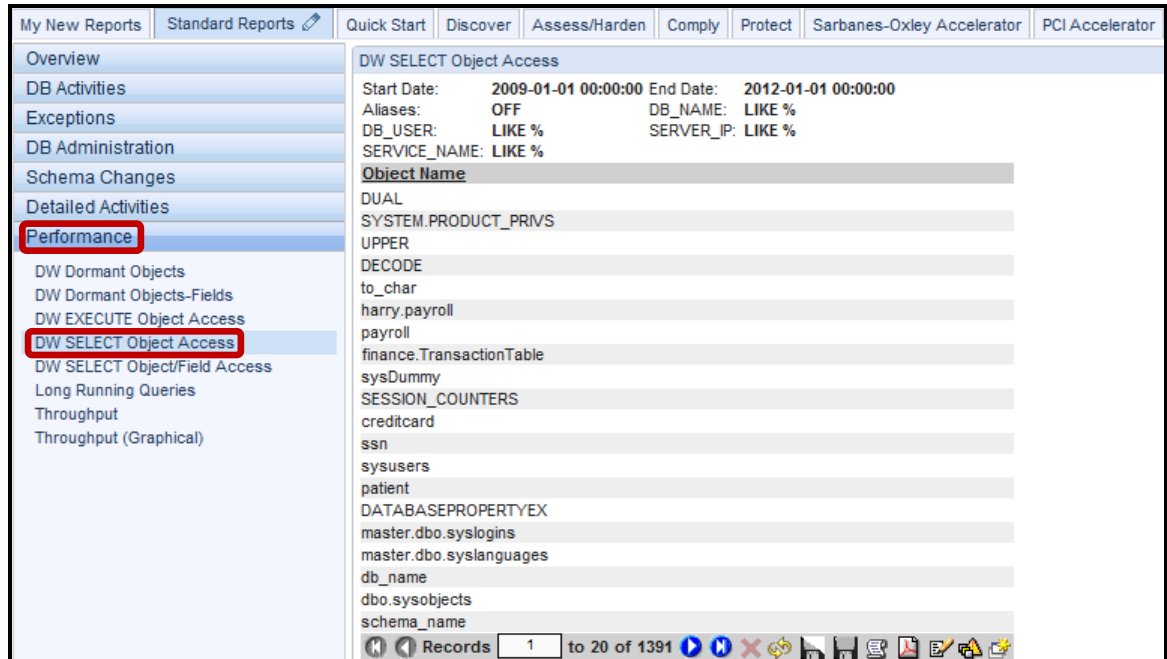 My New Reports Standard Reports Quick Start Discover Assess/Harden Comply Protect Sarbanes-Oxley Accelerator PCI Accelerator
Overview
DB Activities
Exceptions
DB Administration
Schema Changes
Detailed Activities
Performance
DW Dormant Objects
DW Dormant Objects-Fields
DW EXECUTE Object Access
DW SELECT Object Access
DW SELECT Object/Field Access
Long Running Queries
Throughput
Throughput (Graphical)
DW SELECT Object Access
Start Date: 2009-01-01 00:00:00 End Date: 2012-01-01 00:00:00
Aliases: OFF DB_NAME: LIKE %
DB_USER: LIKE % SERVER_IP: LIKE %
SERVICE_NAME: LIKE %
Object Name
DUAL
SYSTEM.PRODUCT_PRIVS
UPPER
DECODE
to_char
harry.payroll
payroll
finance.TransactionTable
sysDummy
SESSION_COUNTERS
creditcard
ssn
sysusers
patient
DATABASEPROPERTYEX
master.dbo.syslogins
master.dbo.syslanguages
db_name
dbo.sysobjects
schema_name
Records 1 to 20 of 1391